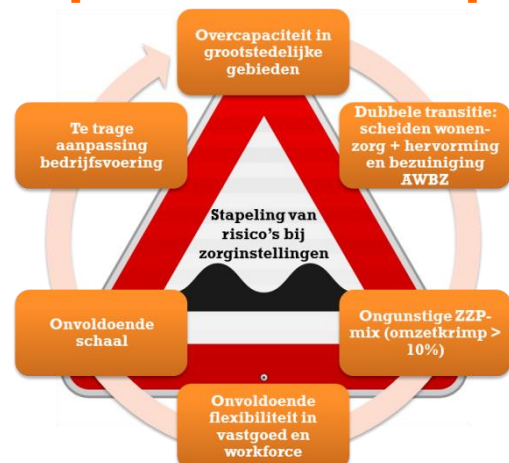 Overcapaciteit in
grootstedelijke
gebieden
Dubbele transitie:
scheiden wonen-
zorg + hervorming
en bezuiniging
AWBZ
Ongunstige ZZP-
mix (omzetkrimp >
10%)
Onvoldoende
flexibiliteit in
vastgoed en
workforce
Onvoldoende
schaal
Te trage
aanpassing
bedrijfsvoering
Stapeling van
risico's bij
zorginstellingen